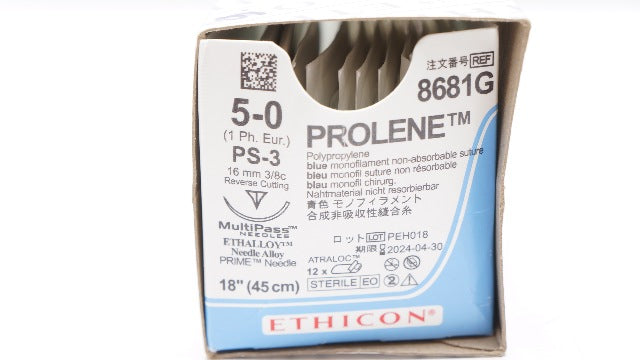 注文番号 REF
8681G
5-0
(1 Ph. Eur.)
PS-3
16 mm 3/8c
Reverse Cutting
MultiPass™
NEEDLES
ETHALLOY™
Needle Alloy
PRIME™ Needle
18" (45 cm)
PROLENE™
Polypropylene
blue monofilament non-absorbable suture
bleu monofil suture non résorbable
blau monofil chirurg.
Nahtmaterial nicht resorbierbar
青色 モノフィラメント
合成非吸収性縫合糸
ロット LOT PEH018
期限 2024-04-30
ATRALOC™
12 x
STERILE EO
ETHICON®